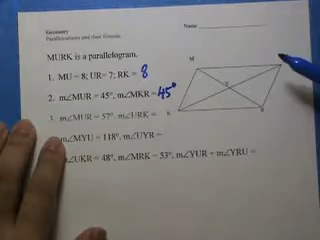 Geometry
Parallelograms and their Friends
Name
MURK is a parallelogram.
1. MU = 8; UR= 7; RK = 8
2. m∠MUR = 45°, m∠MKR = 45°
3. m∠MUR = 57°, m∠URK =
m∠MYU = 118°, m∠UYR =
m∠UKR = 48°, m∠MRK = 53°, m∠YUR + m∠YRU =
M
Y
K
R